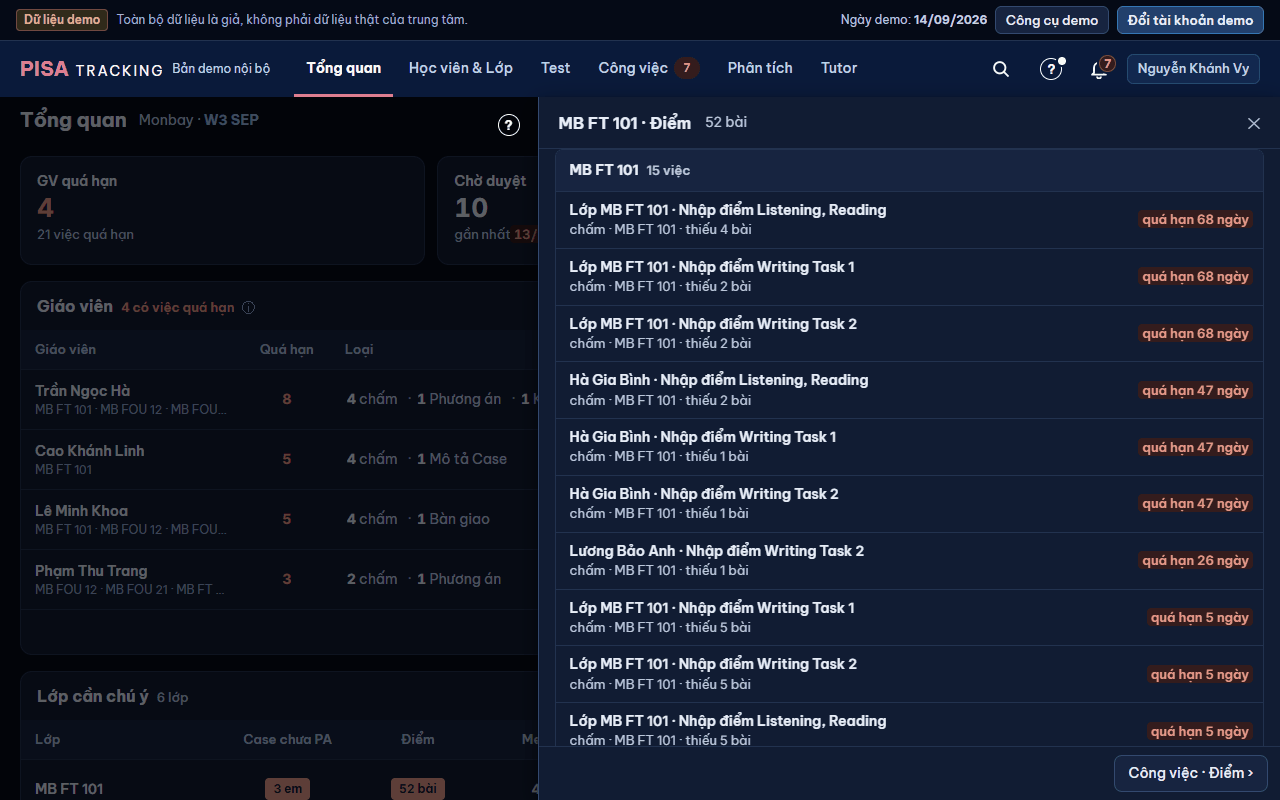 Dữ liệu demo Toàn bộ dữ liệu là giả, không phải dữ liệu thật của trung tâm.
Ngày demo: 14/09/2026 Công cụ demo Đổi tài khoản demo
PISA TRACKING Bản demo nội bộ Tổng quan Học viên & Lớp Test Công việc 7 Phân tích Tutor ? 7 Nguyễn Khánh Vy
Tổng quan Monbay · W3 SEP ?
GV quá hạn
4
21 việc quá hạn
Chờ duyệt
10
gần nhất 13/
Giáo viên 4 có việc quá hạn
Giáo viên Quá hạn Loại
Trần Ngọc Hà 8 4 chấm · 1 Phương án · 1
MB FT 101 · MB FOU 12 · MB FOU...
Cao Khánh Linh 5 4 chấm · 1 Mô tả Case
MB FT 101
Lê Minh Khoa 5 4 chấm · 1 Bàn giao
MB FT 101 · MB FOU 12 · MB FOU...
Phạm Thu Trang 3 2 chấm · 1 Phương án
MB FOU 12 · MB FOU 21 · MB FT ...
Lớp cần chú ý 6 lớp
Lớp Case chưa PA Điểm
MB FT 101 3 em 52 bài 4
MB FT 101 · Điểm 52 bài
MB FT 101 15 việc
Lớp MB FT 101 · Nhập điểm Listening, Reading
chấm · MB FT 101 · thiếu 4 bài
quá hạn 68 ngày
Lớp MB FT 101 · Nhập điểm Writing Task 1
chấm · MB FT 101 · thiếu 2 bài
quá hạn 68 ngày
Lớp MB FT 101 · Nhập điểm Writing Task 2
chấm · MB FT 101 · thiếu 2 bài
quá hạn 68 ngày
Hà Gia Bình · Nhập điểm Listening, Reading
chấm · MB FT 101 · thiếu 2 bài
quá hạn 47 ngày
Hà Gia Bình · Nhập điểm Writing Task 1
chấm · MB FT 101 · thiếu 1 bài
quá hạn 47 ngày
Hà Gia Bình · Nhập điểm Writing Task 2
chấm · MB FT 101 · thiếu 1 bài
quá hạn 47 ngày
Lương Bảo Anh · Nhập điểm Writing Task 2
chấm · MB FT 101 · thiếu 1 bài
quá hạn 26 ngày
Lớp MB FT 101 · Nhập điểm Writing Task 1
chấm · MB FT 101 · thiếu 5 bài
quá hạn 5 ngày
Lớp MB FT 101 · Nhập điểm Writing Task 2
chấm · MB FT 101 · thiếu 5 bài
quá hạn 5 ngày
Lớp MB FT 101 · Nhập điểm Listening, Reading
chấm · MB FT 101 · thiếu 5 bài
quá hạn 5 ngày
Công việc · Điểm ›